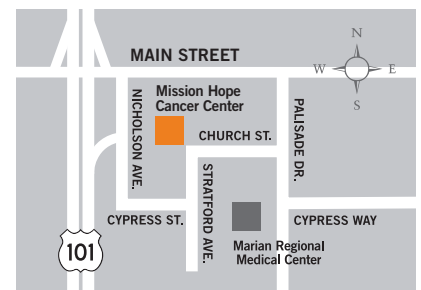 N
MAIN STREET
W
E
S
Mission Hope
Cancer Center
NICHOLSON AVE.
PALISADE DR.
CHURCH ST.
STRATFORD AVE.
CYPRESS ST.
CYPRESS WAY
101
Marian Regional
Medical Center